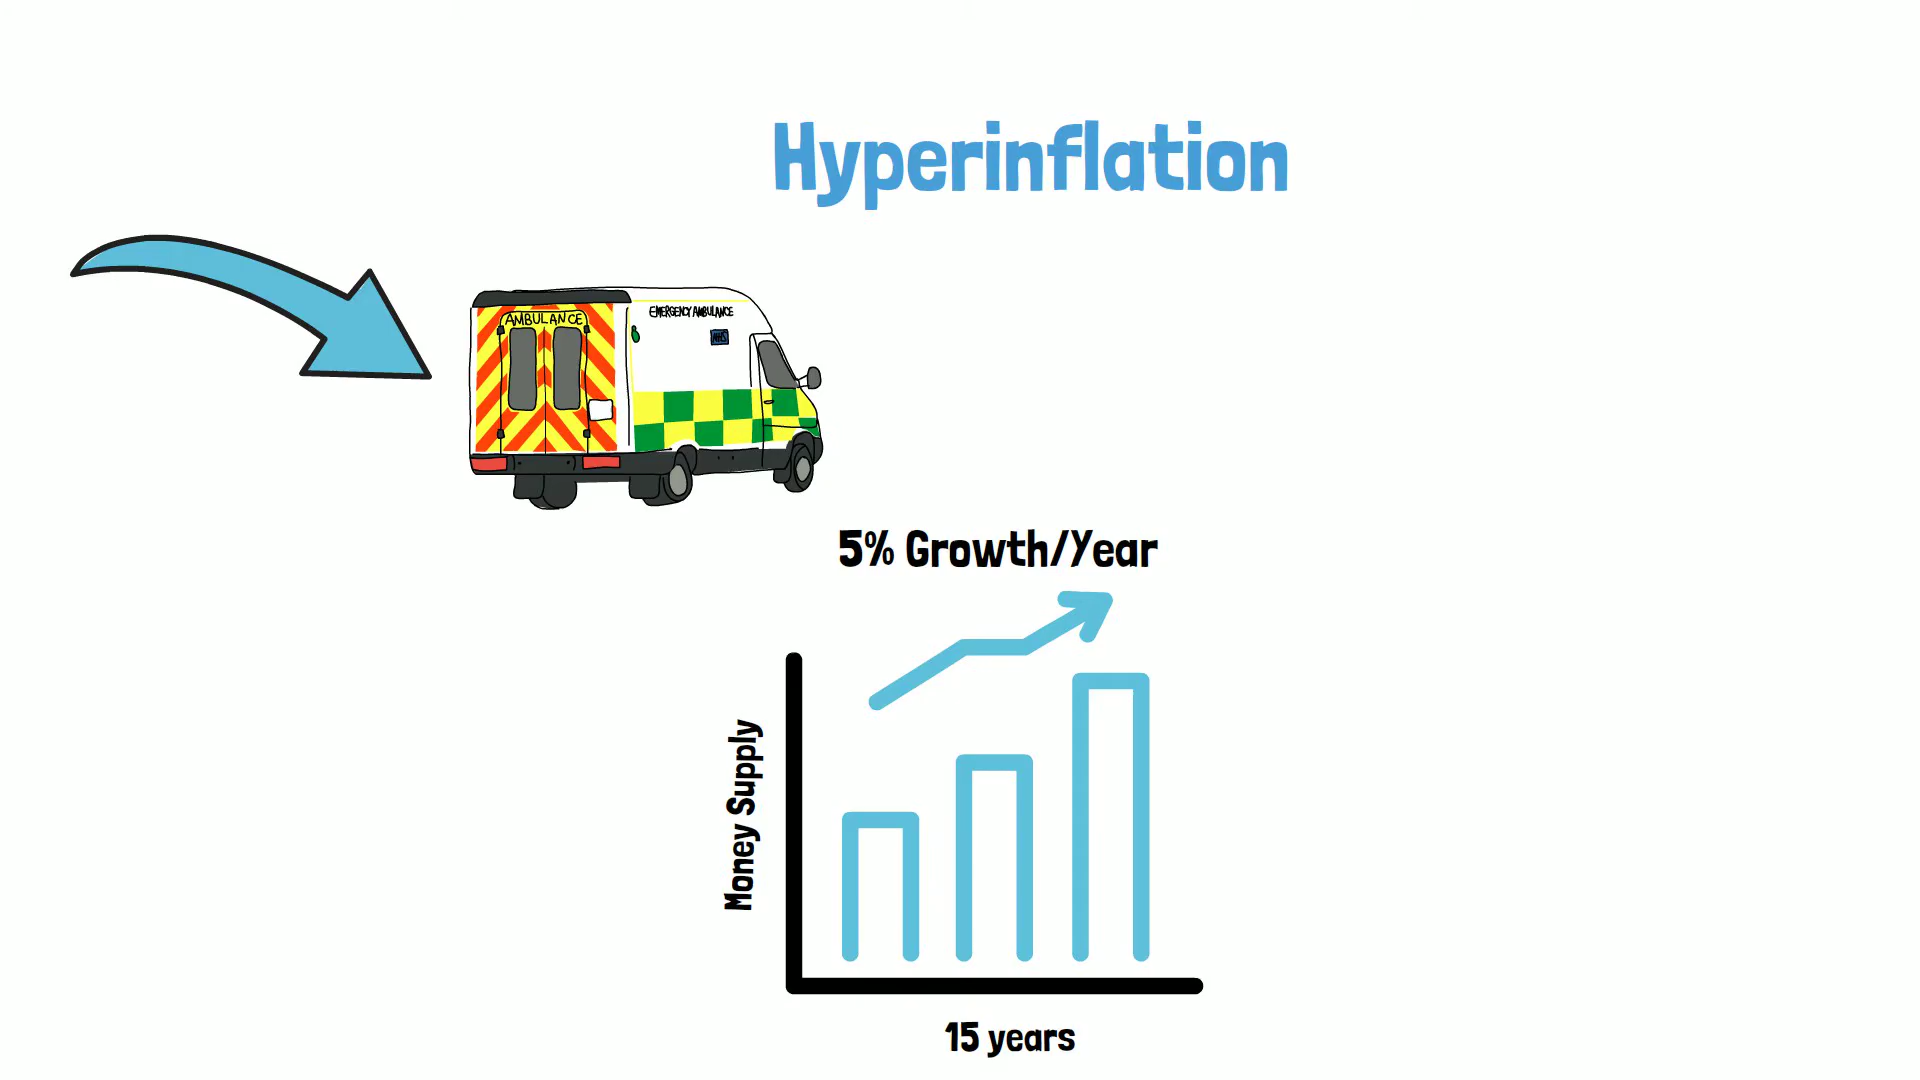 Hyperinflation
EMERGENCY AMBULANCE
AMBULANCE
NHS
5% Growth/Year
Money Supply
15 years